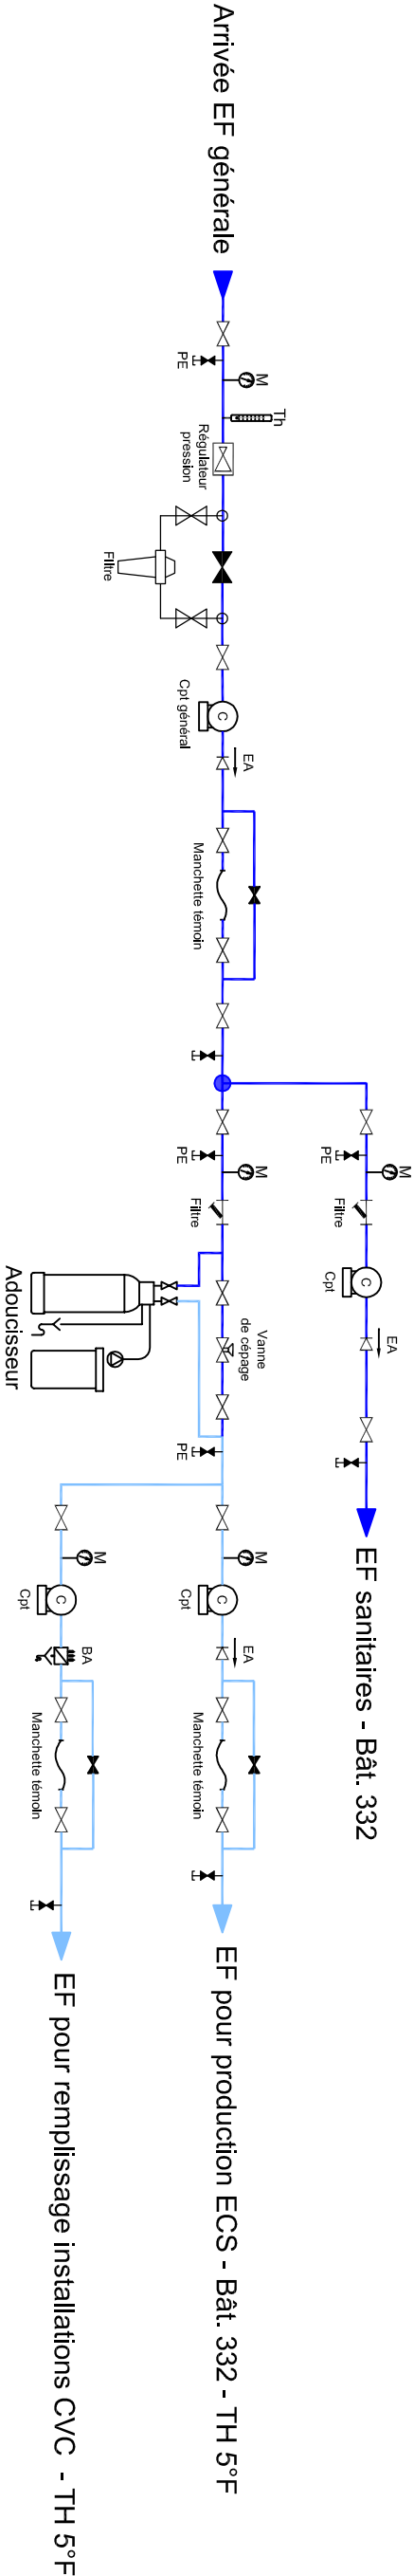 Arrivée EF générale
PE
M
Th
Régulateur
pression
Filtre
C
Cpt général
EA
Manchette témoin
PE
M
Filtre
C
Cpt
EA
EF sanitaires - Bât. 332
PE
M
Filtre
Adoucisseur
Vanne
de cépage
PE
M
C
Cpt
EA
Manchette témoin
EF pour production ECS - Bât. 332 - TH 5°F
M
C
Cpt
BA
Manchette témoin
EF pour remplissage installations CVC - TH 5°F